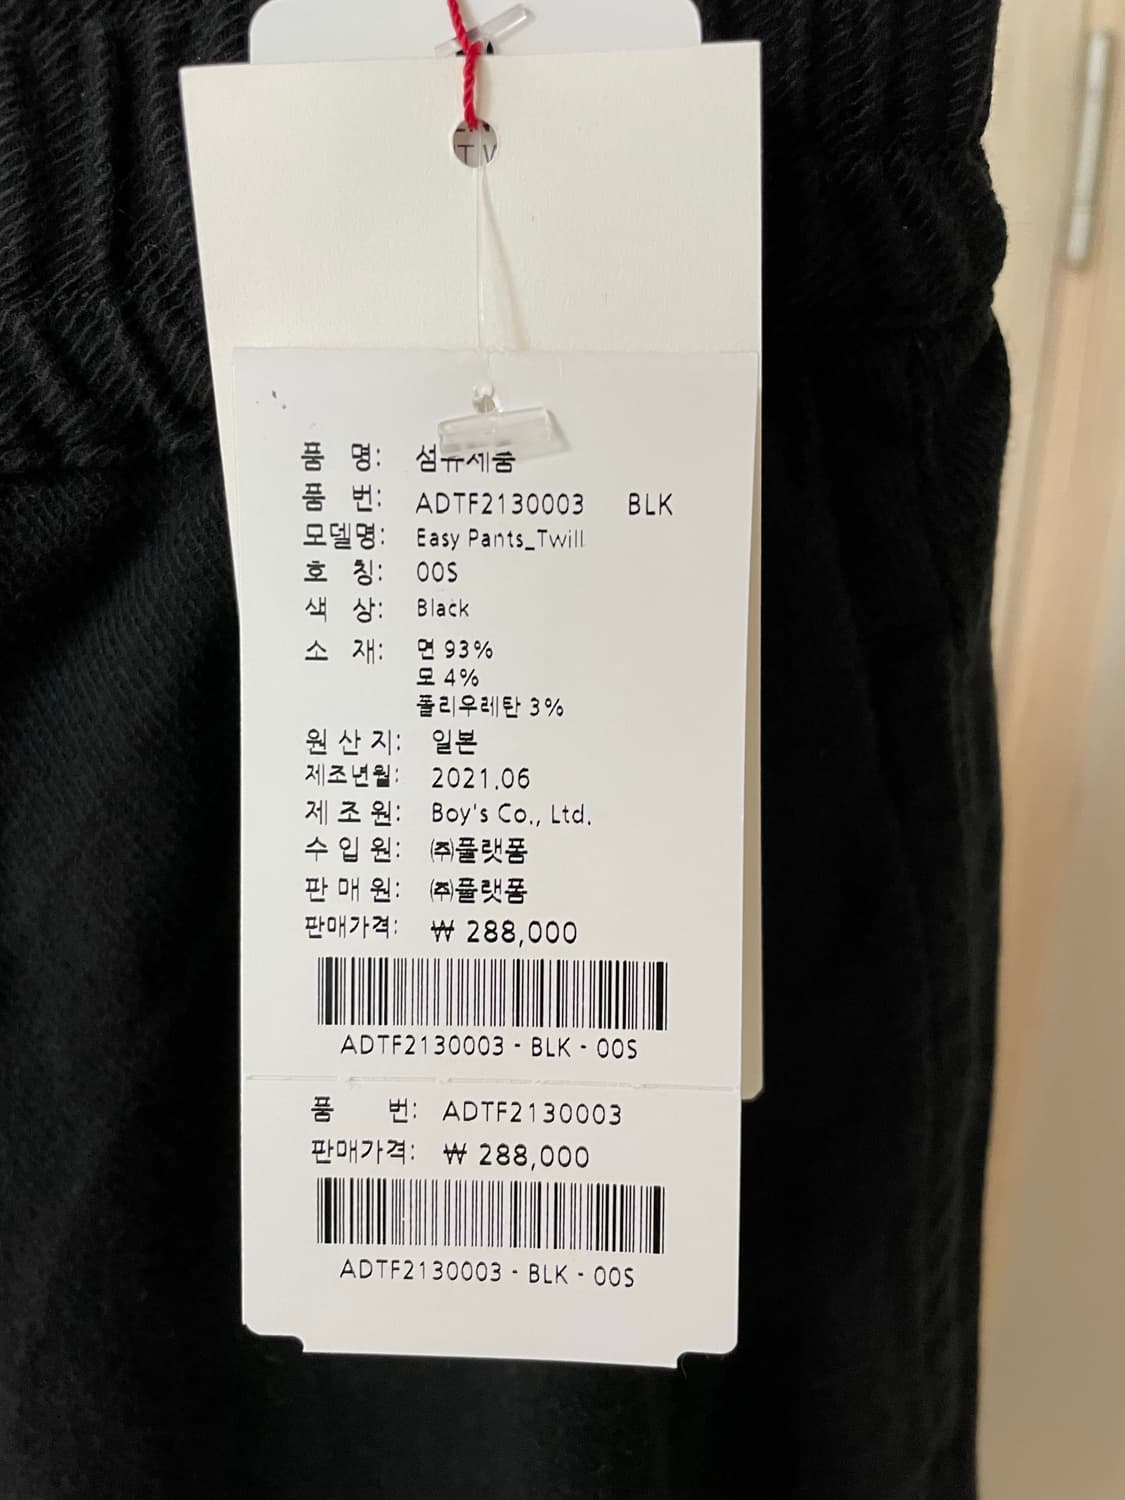 품 명: 섬유제품
품 번: ADTF2130003 BLK
모델명: Easy Pants_Twill
호 칭: 00S
색 상: Black
소 재: 면 93%
모 4%
폴리우레탄 3%
원 산 지: 일본
제조년월: 2021.06
제 조 원: Boy's Co., Ltd.
수 입 원: ㈜플랫폼
판 매 원: ㈜플랫폼
판매가격: ₩ 288,000
ADTF2130003 - BLK - 00S
품 번: ADTF2130003
판매가격: ₩ 288,000
ADTF2130003 - BLK - 00S